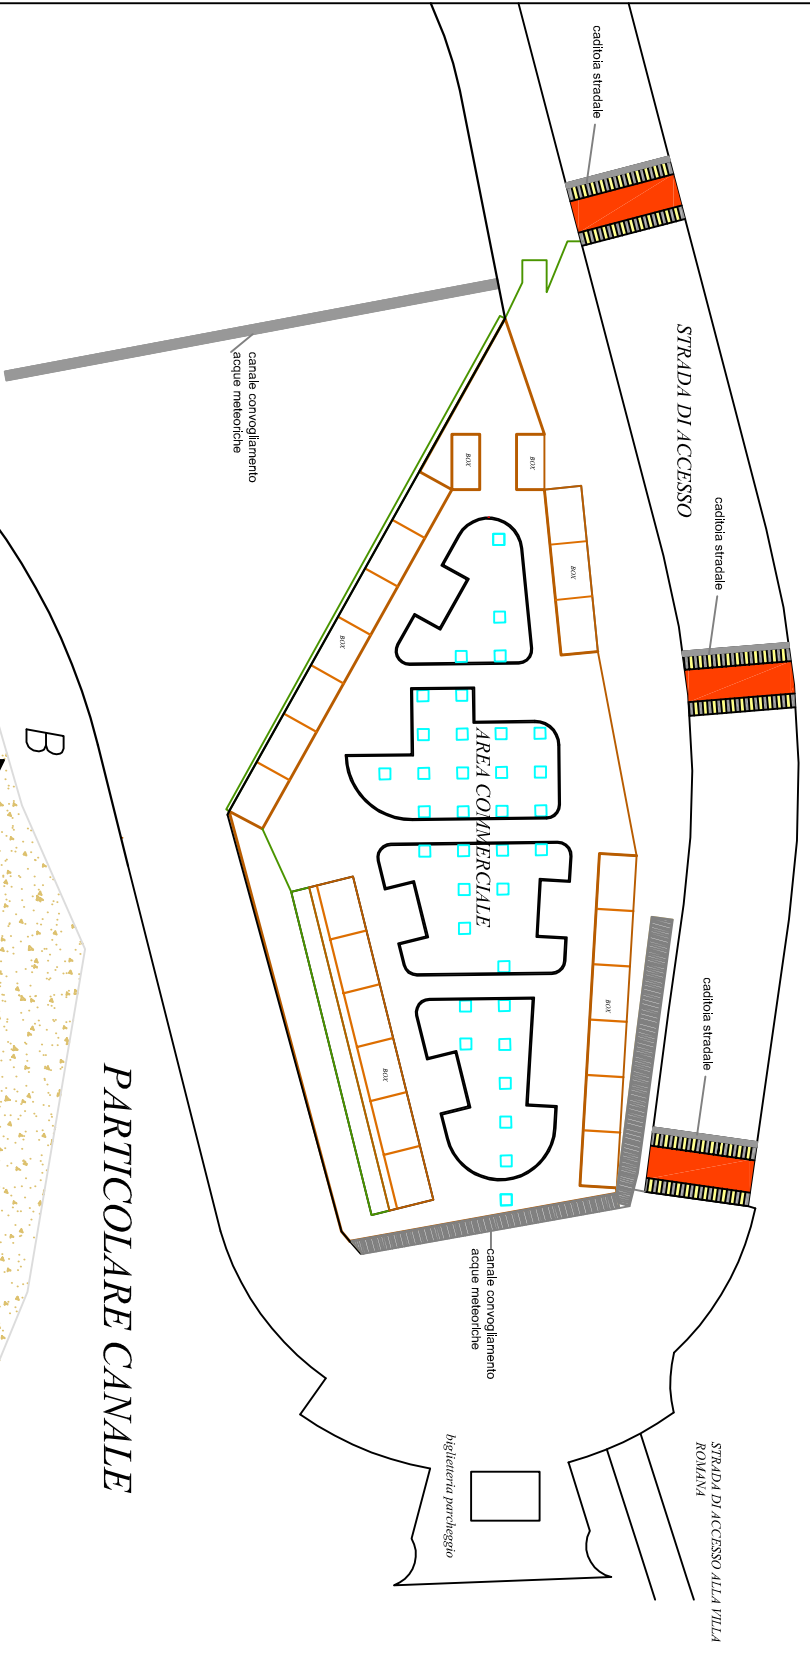 caditoia stradale
STRADA DI ACCESSO
canale convogliamento
acque meteoriche
caditoia stradale
BOX
BOX
BOX
BOX
AREA COMMERCIALE
B
caditoia stradale
BOX
BOX
PARTICOLARE CANALE
canale convogliamento
acque meteoriche
biglietteria parcheggio
STRADA DI ACCESSO ALLA VILLA
ROMANA